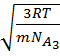 √(3RT / mN_{A_3})